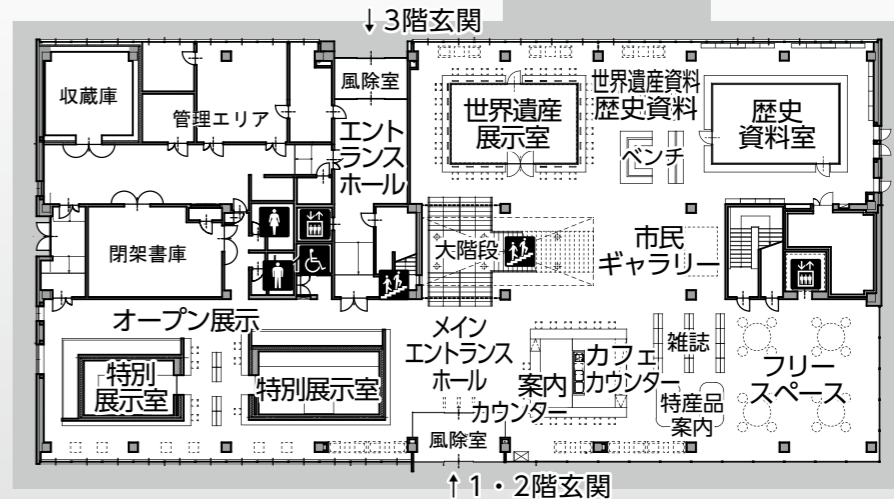 ↓3階玄関
風除室
収蔵庫
管理エリア
エント
ランス
ホール
世界遺産
展示室
世界遺産資料
歴史資料
ベンチ
歴史
資料室
閉架書庫
大階段
市民
ギャラリー
オープン展示
特別
展示室
特別展示室
メイン
エントランス
ホール
案内
カウンター
カフェ
カウンター
雑誌
特産品
案内
フリー
スペース
風除室
↑1・2階玄関